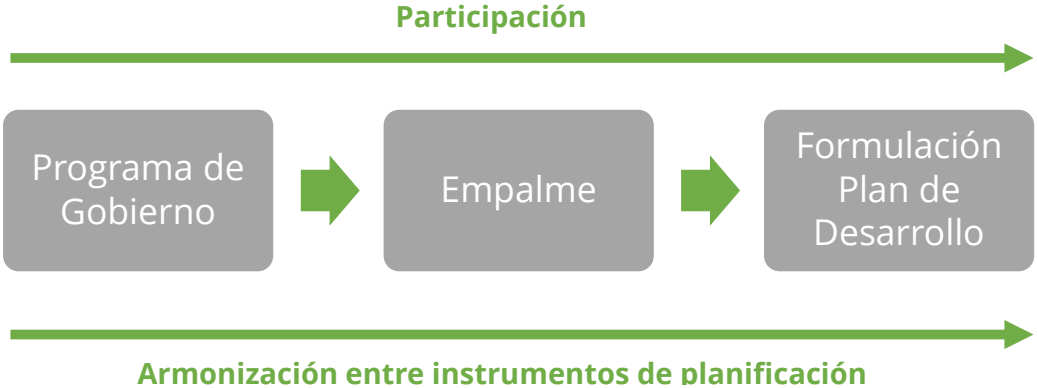 Participación
Programa de
Gobierno
Empalme
Formulación
Plan de
Desarrollo
Armonización entre instrumentos de planificación